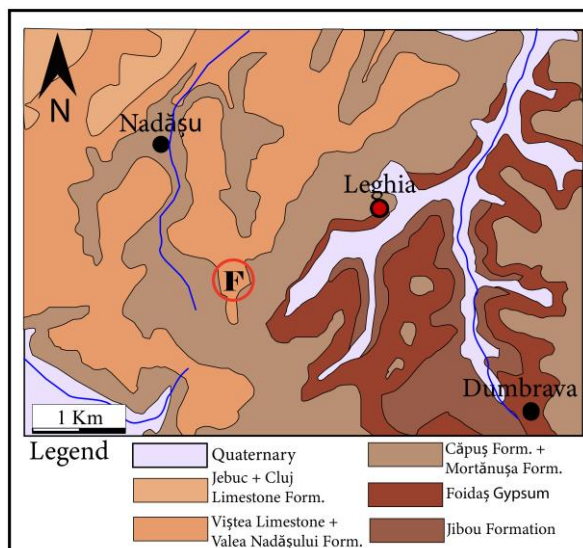 N
Nadășu
Leghia
F
Dumbrava
1 Km
Legend
Quaternary
Jebuc + Cluj
Limestone Form.
Viștea Limestone +
Valea Nadășului Form.
Căpuș Form. +
Mortănușa Form.
Foidaș Gypsum
Jibou Formation